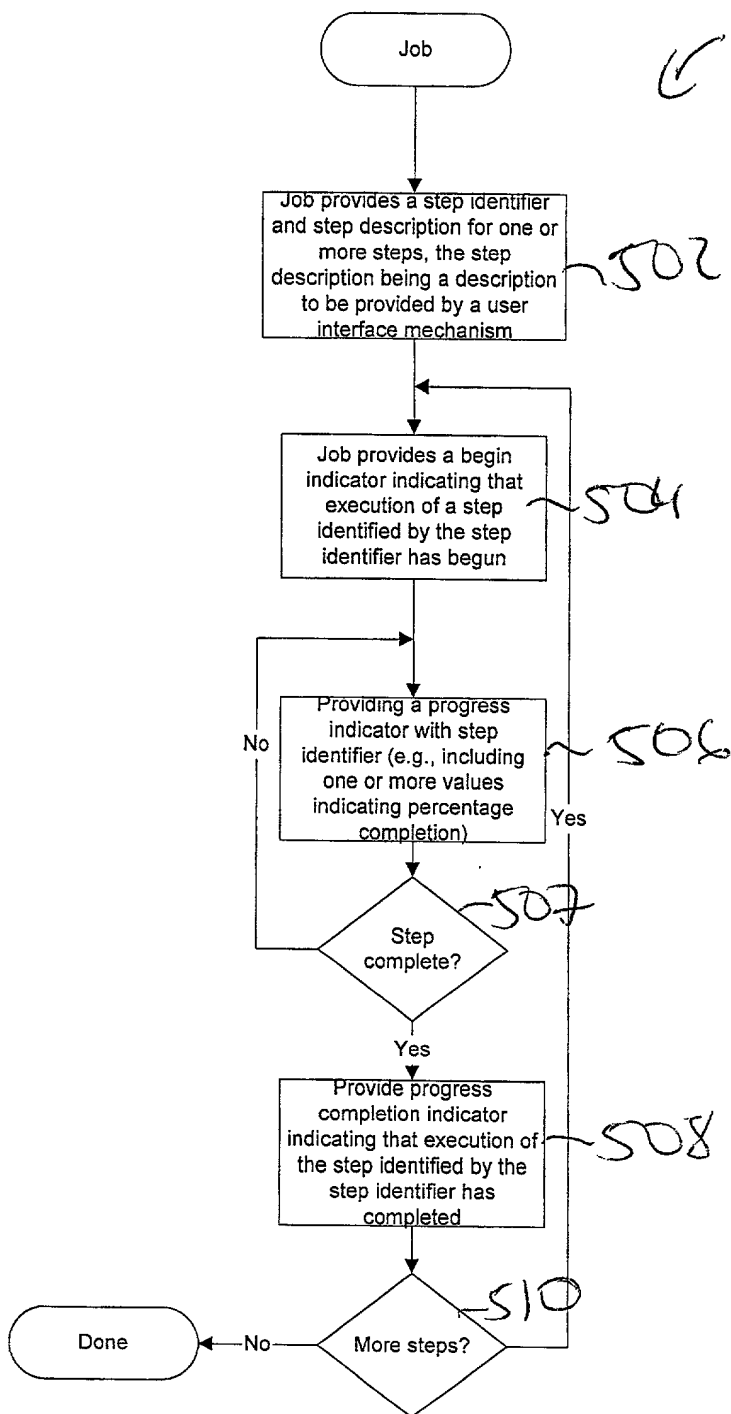 Job
Job provides a step identifier
and step description for one or
more steps, the step
description being a description
to be provided by a user
interface mechanism
502
Job provides a begin
indicator indicating that
execution of a step
identified by the step
identifier has begun
504
Providing a progress
indicator with step
identifier (e.g., including
one or more values
indicating percentage
completion)
506
No
Yes
507
Step
complete?
Yes
Provide progress
completion indicator
indicating that execution of
the step identified by the
step identifier has
completed
508
510
More steps?
No
Done